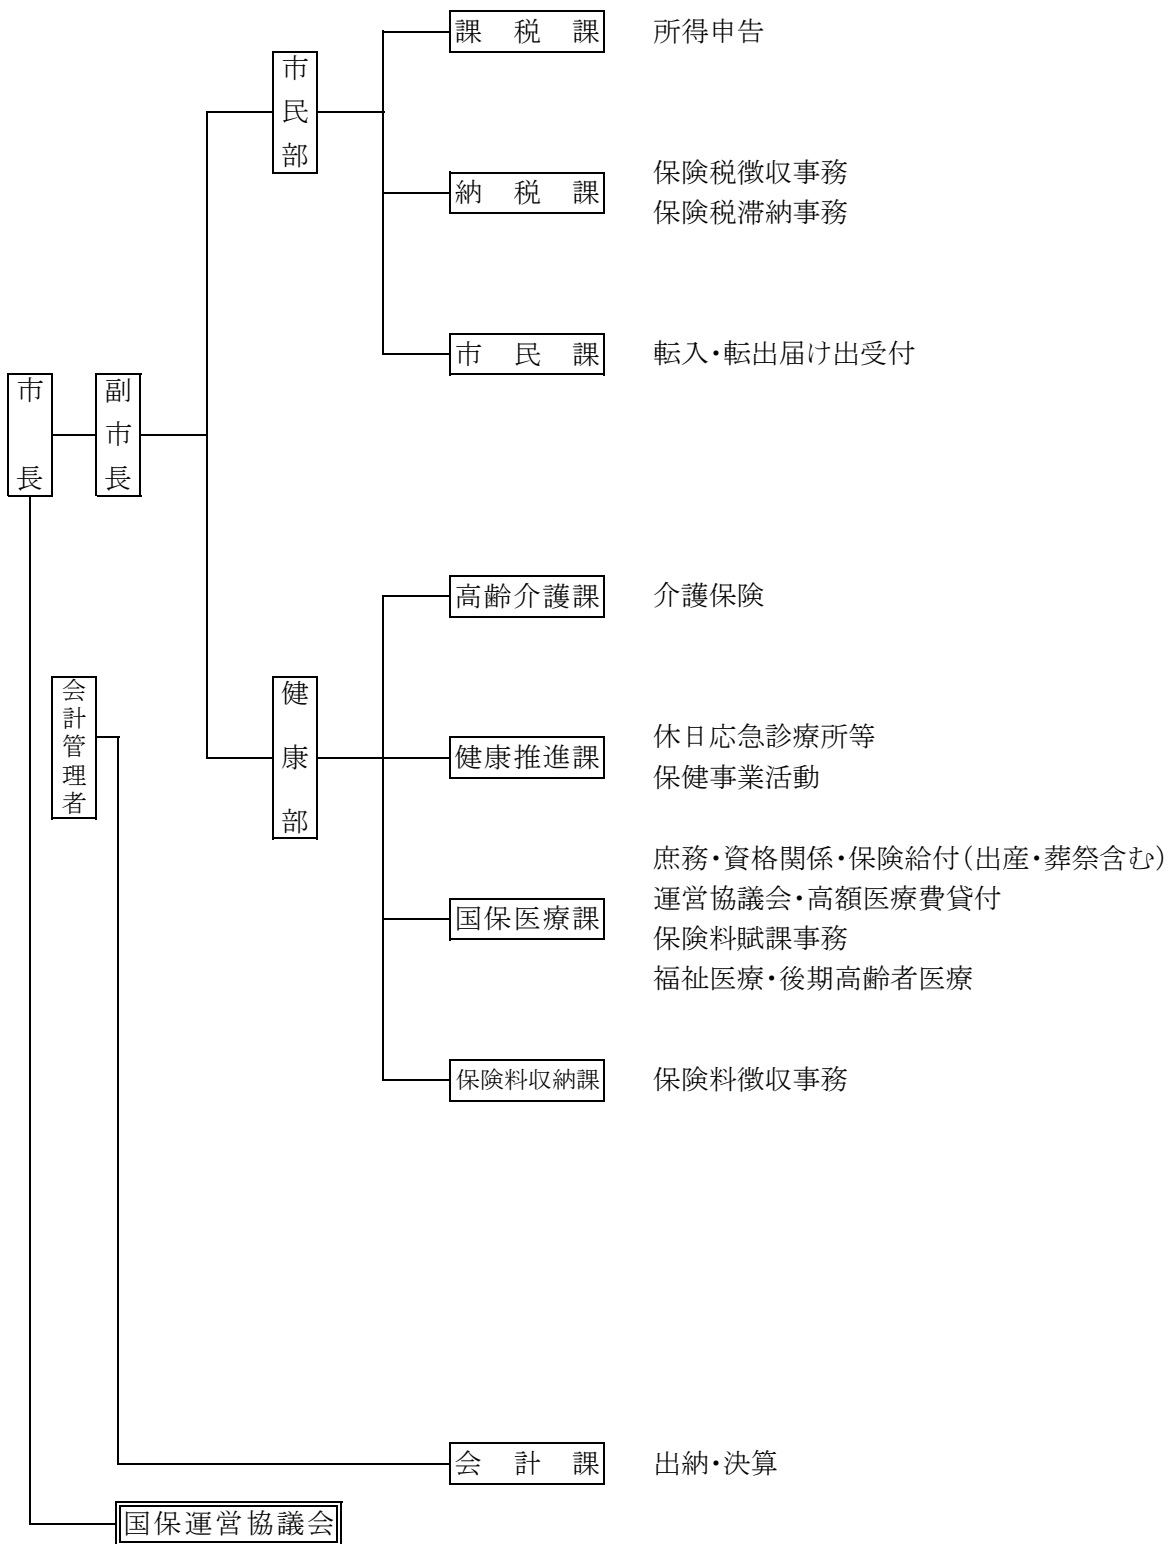 課税課 所得申告
市民部
納税課 保険税徴収事務
保険税滞納事務
市民課 転入・転出届け出受付
市長
副市長
高齢介護課 介護保険
会計管理者
健康部
健康推進課 休日応急診療所等
保健事業活動
国保医療課 庶務・資格関係・保険給付（出産・葬祭含む）
運営協議会・高額医療費貸付
保険料賦課事務
福祉医療・後期高齢者医療
保険料収納課 保険料徴収事務
会計課 出納・決算
国保運営協議会